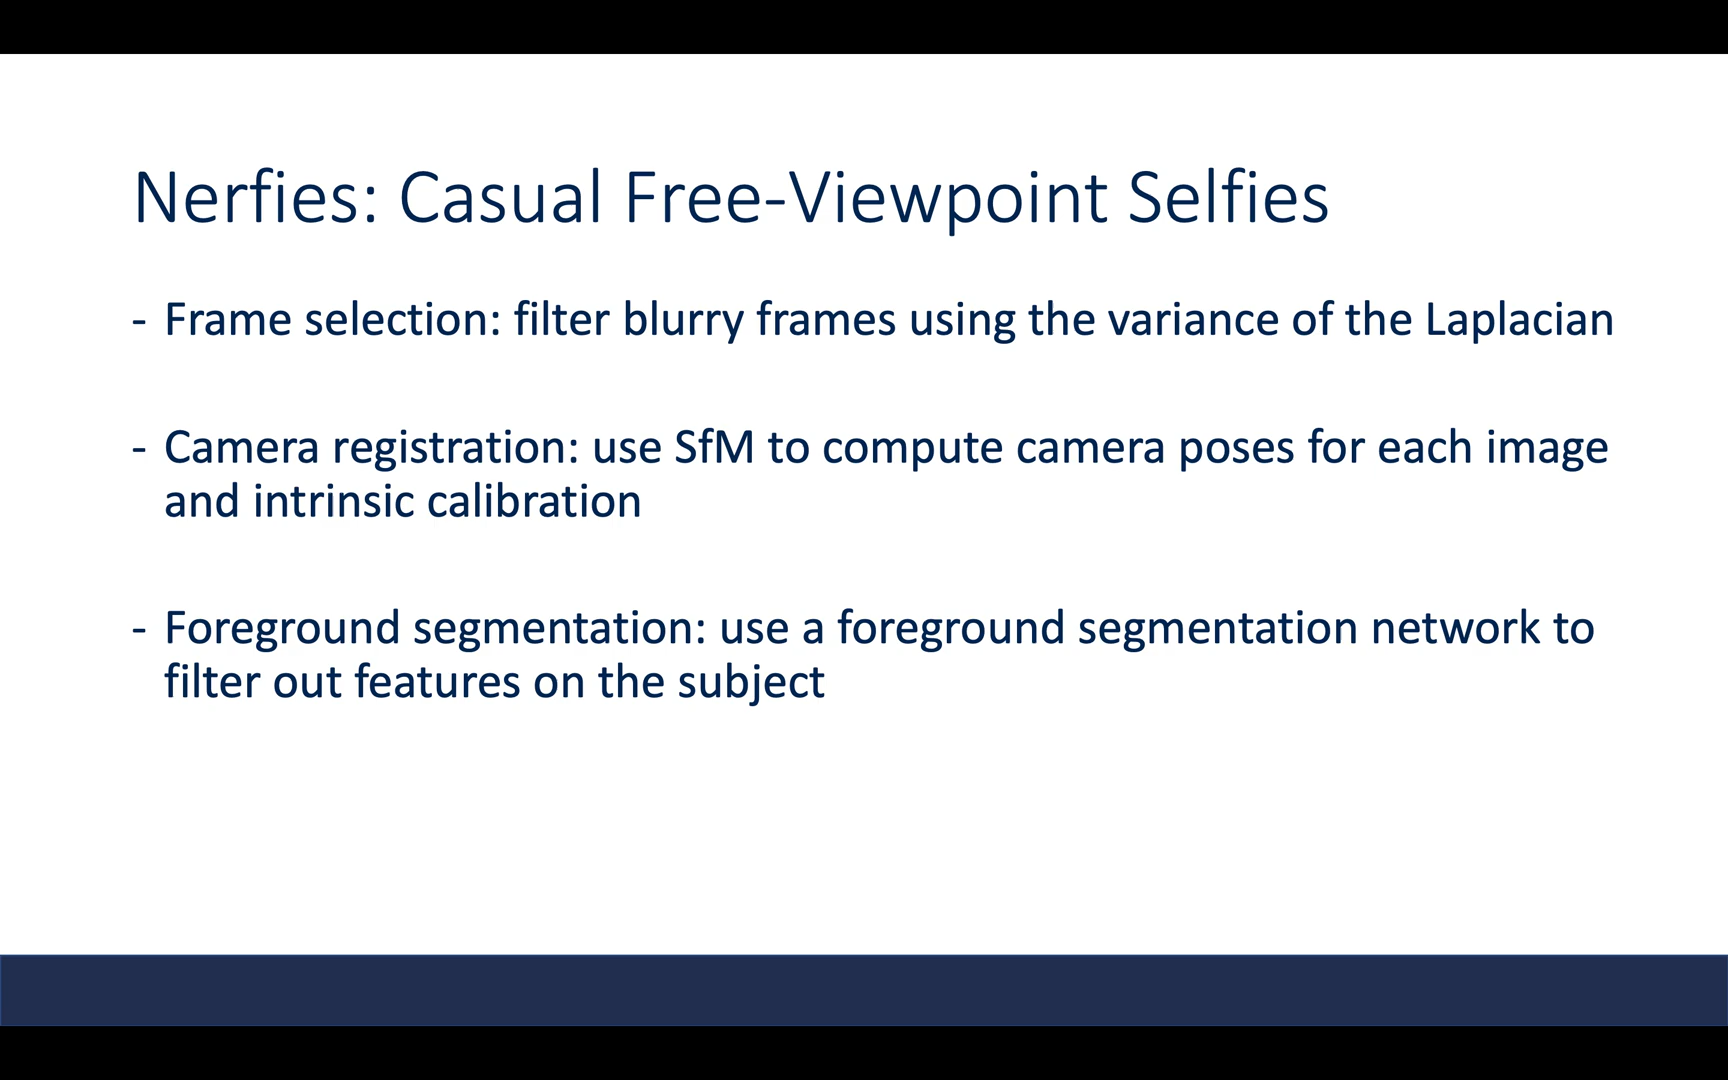 Nerfies: Casual Free-Viewpoint Selfies
- Frame selection: filter blurry frames using the variance of the Laplacian
- Camera registration: use SfM to compute camera poses for each image
and intrinsic calibration
- Foreground segmentation: use a foreground segmentation network to
filter out features on the subject